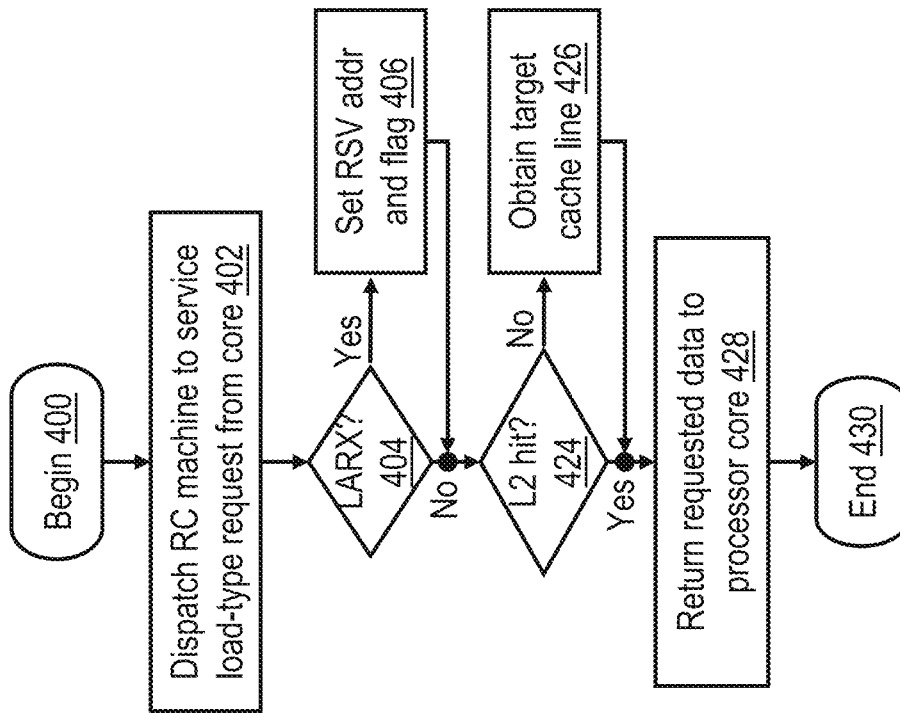 Begin 400
Dispatch RC machine to service
load-type request from core 402
LARX?
404
Yes
Set RSV addr
and flag 406
No
L2 hit?
424
No
Obtain target
cache line 426
Yes
Return requested data to
processor core 428
End 430